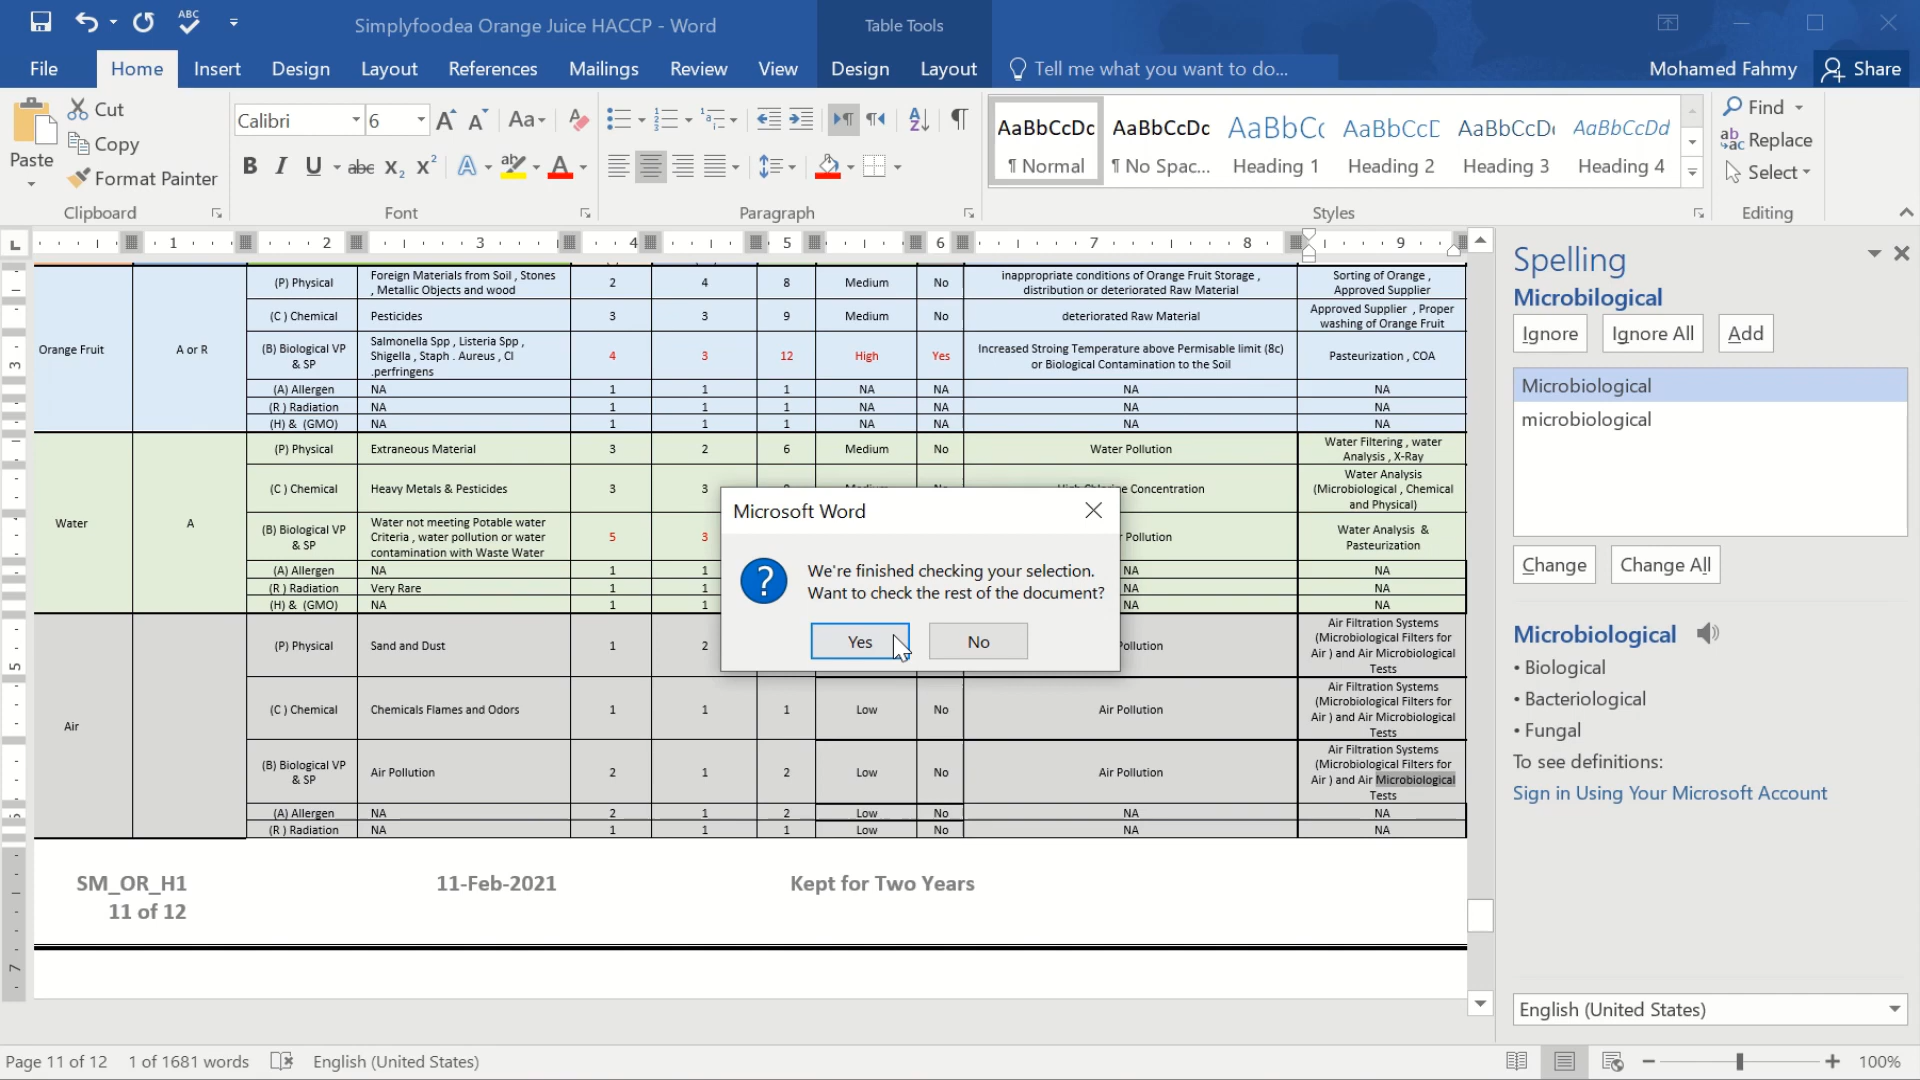 Simplyfoodea Orange Juice HACCP - Word
Table Tools
File Home Insert Design Layout References Mailings Review View Design Layout Tell me what you want to do... Mohamed Fahmy Share
Paste
Cut
Copy
Format Painter
Clipboard
Calibri 6
Font
Paragraph
AaBbCcDc AaBbCcDc AaBbCc AaBbCcC AaBbCcDc AaBbCcDd
¶ Normal ¶ No Spac... Heading 1 Heading 2 Heading 3 Heading 4
Styles
Find
Replace
Select
Editing
1 2 3 4 5 6 7 8 9
Orange Fruit
A or R
(P) Physical
Foreign Materials from Soil , Stones
, Metallic Objects and wood
2 4 8 Medium No
inappropriate conditions of Orange Fruit Storage ,
distribution or deteriorated Raw Material
Sorting of Orange ,
Approved Supplier
(C ) Chemical
Pesticides
3 3 9 Medium No
deteriorated Raw Material
Approved Supplier , Proper
washing of Orange Fruit
(B) Biological VP
& SP
Salmonella Spp , Listeria Spp ,
Shigella , Staph . Aureus , Cl
.perfringens
4 3 12 High Yes
Increased Stroing Temperature above Permisable limit (8c)
or Biological Contamination to the Soil
Pasteurization , COA
(A) Allergen NA 1 1 1 NA NA NA NA
(R ) Radiation NA 1 1 1 NA NA NA NA
(H) & (GMO) NA 1 1 1 NA NA NA NA
Water
A
(P) Physical
Extraneous Material
3 2 6 Medium No
Water Pollution
Water Filtering , water
Analysis , X-Ray
(C ) Chemical
Heavy Metals & Pesticides
3 3
Concentration
Water Analysis
(Microbiological , Chemical
and Physical)
(B) Biological VP
& SP
Water not meeting Potable water
Criteria , water pollution or water
contamination with Waste Water
5 3
Pollution
Water Analysis &
Pasteurization
(A) Allergen NA 1 1 NA NA
(R ) Radiation Very Rare 1 1 NA NA
(H) & (GMO) NA 1 1 NA NA
Air
(P) Physical
Sand and Dust
1 2
Air Filtration Systems
(Microbiological Filters for
Air ) and Air Microbiological
Tests
(C ) Chemical
Chemicals Flames and Odors
1 1 1 Low No
Air Pollution
Air Filtration Systems
(Microbiological Filters for
Air ) and Air Microbiological
Tests
(B) Biological VP
& SP
Air Pollution
2 1 2 Low No
Air Pollution
Air Filtration Systems
(Microbiological Filters for
Air ) and Air Microbiological
Tests
(A) Allergen NA 2 1 2 Low No NA NA
(R ) Radiation NA 1 1 1 Low No NA NA
SM_OR_H1 11-Feb-2021 Kept for Two Years
11 of 12
Microsoft Word
We're finished checking your selection.
Want to check the rest of the document?
Yes No
Spelling
Microbilogical
Ignore Ignore All Add
Microbiological
microbiological
Change Change All
Microbiological
• Biological
• Bacteriological
• Fungal
To see definitions:
Sign in Using Your Microsoft Account
English (United States)
Page 11 of 12 1 of 1681 words English (United States) 100%